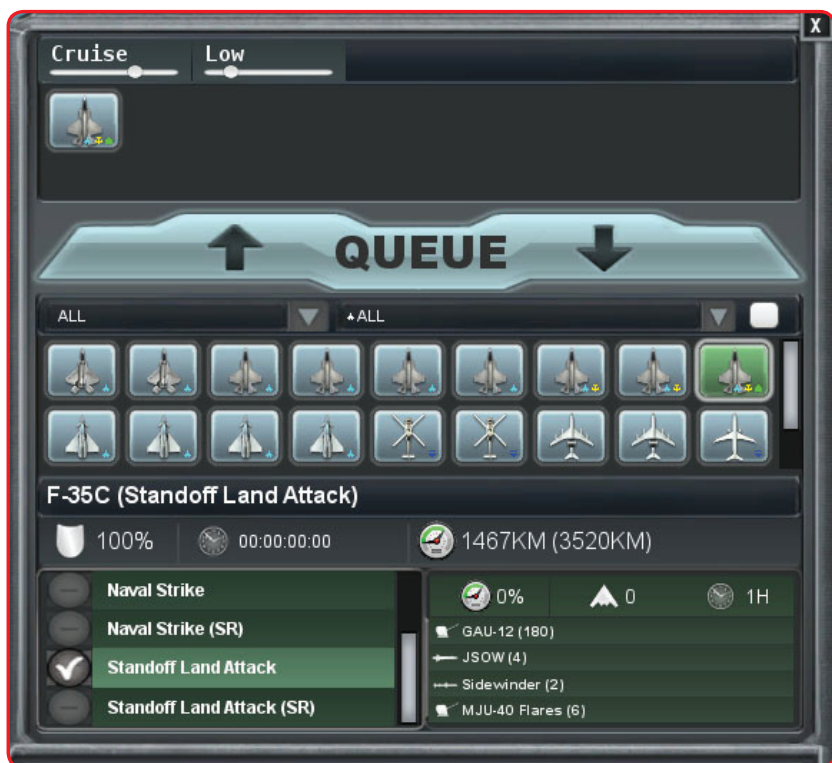 X
Cruise Low
QUEUE
ALL ALL
F-35C (Standoff Land Attack)
100% 00:00:00:00 1467KM (3520KM)
Naval Strike
Naval Strike (SR)
Standoff Land Attack
Standoff Land Attack (SR)
0% 0 1H
GAU-12 (180)
JSOW (4)
Sidewinder (2)
MJU-40 Flares (6)